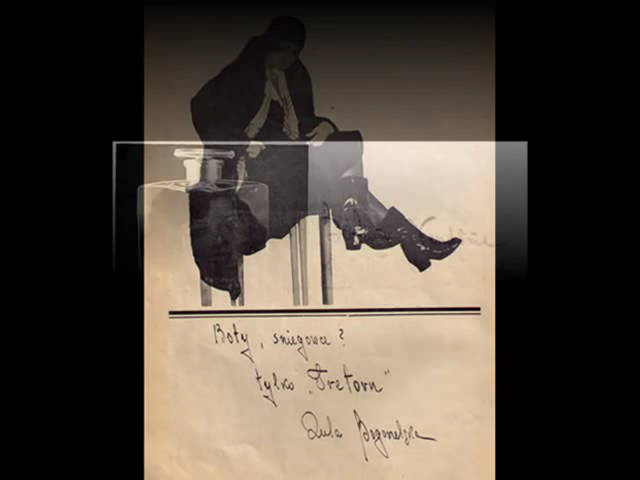 Boty, śniegowce?
tylko „Tretorn"
Zula Pogorzelska